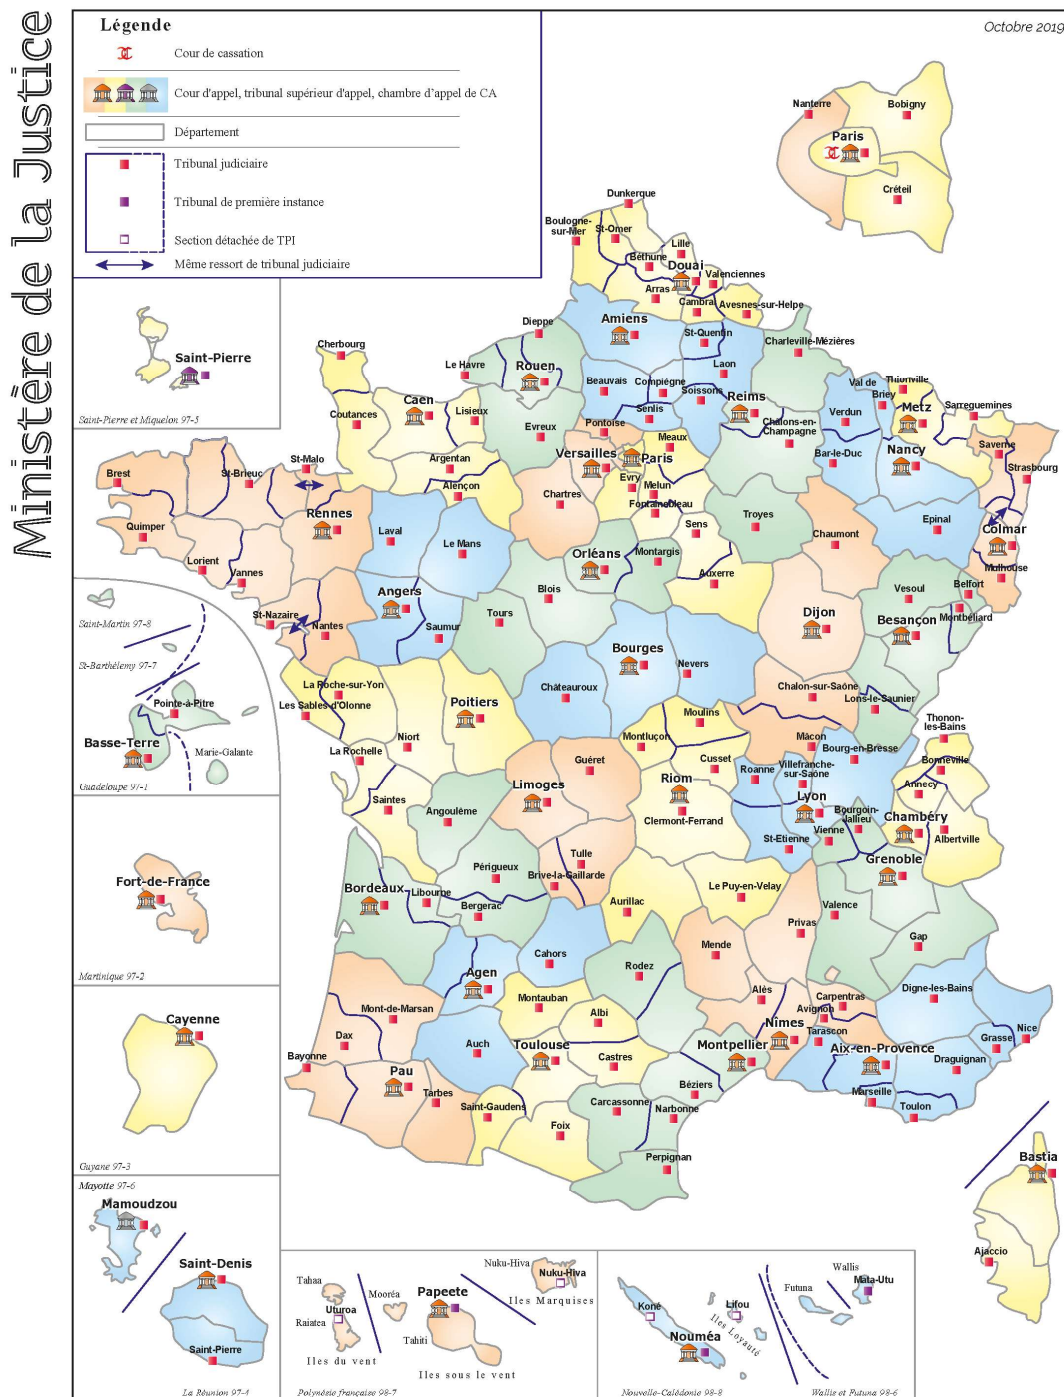 Ministère de la Justice
Légende
Octobre 2019
Cour de cassation
Cour d'appel, tribunal supérieur d'appel, chambre d'appel de CA
Département
Tribunal judiciaire
Tribunal de première instance
Section détachée de TPI
Même ressort de tribunal judiciaire
Nanterre
Bobigny
Paris
Créteil
Saint-Pierre
Saint-Pierre et Miquelon 97-5
Dunkerque
Boulogne-
sur-Mer
St-Omer
Lille
Béthune
Douai
Valenciennes
Arras
Cambrai
Avesnes-sur-Helpe
Amiens
St-Quentin
Charleville-Mézières
Dieppe
Cherbourg
Le Havre
Rouen
Laon
Beauvais
Compiègne
Soissons
Senlis
Reims
Val de
Briey
Thionville
Metz
Sarreguemines
Verdun
Caen
Lisieux
Coutances
Evreux
Pontoise
Meaux
Châlons-en-
Champagne
Bar-le-Duc
Nancy
Saverne
Strasbourg
Argentan
Alençon
Versailles
Paris
Evry
Melun
Fontainebleau
Chartres
Brest
St-Brieuc
St-Malo
Rennes
Quimper
Lorient
Vannes
Laval
Le Mans
Sens
Troyes
Chaumont
Epinal
Colmar
Orléans
Montargis
Auxerre
Mulhouse
Belfort
Vesoul
Montbéliard
Besançon
Dijon
Blois
Tours
Angers
Saumur
St-Nazaire
Nantes
Bourges
Nevers
Châteauroux
Chalon-sur-Saône
Lons-le-Saunier
La Roche-sur-Yon
Les Sables d'Olonne
Poitiers
Niort
La Rochelle
Moulins
Montluçon
Cusset
Mâcon
Bourg-en-Bresse
Thonon-
les-Bains
Bonneville
Annecy
Roanne
Villefranche-
sur-Saône
Guéret
Limoges
Riom
Clermont-Ferrand
Lyon
Bourgoin-
Jallieu
Chambéry
Albertville
Saintes
Angoulême
St-Etienne
Vienne
Grenoble
Tulle
Brive-la-Gaillarde
Périgueux
Bordeaux
Libourne
Bergerac
Aurillac
Le Puy-en-Velay
Valence
Privas
Gap
Cahors
Agen
Rodez
Mende
Mont-de-Marsan
Montauban
Albi
Alès
Carpentras
Avignon
Digne-les-Bains
Dax
Auch
Toulouse
Castres
Montpellier
Nîmes
Tarascon
Aix-en-Provence
Nice
Grasse
Draguignan
Bayonne
Pau
Tarbes
Saint-Gaudens
Foix
Carcassonne
Béziers
Narbonne
Marseille
Toulon
Perpignan
Bastia
Ajaccio
Saint-Martin 97-8
St-Barthélemy 97-7
Pointe-à-Pitre
Basse-Terre
Marie-Galante
Guadeloupe 97-1
Fort-de-France
Martinique 97-2
Cayenne
Guyane 97-3
Mayotte 97-6
Mamoudzou
Saint-Denis
Saint-Pierre
La Réunion 97-4
Tahaa
Uturoa
Raiatea
Mooréa
Papeete
Tahiti
Nuku-Hiva
Nuku-Hiva
Iles Marquises
Iles du vent
Iles sous le vent
Polynésie française 98-7
Koné
Lifou
Iles Loyauté
Nouméa
Nouvelle-Calédonie 98-8
Wallis
Mata-Utu
Futuna
Wallis et Futuna 98-6